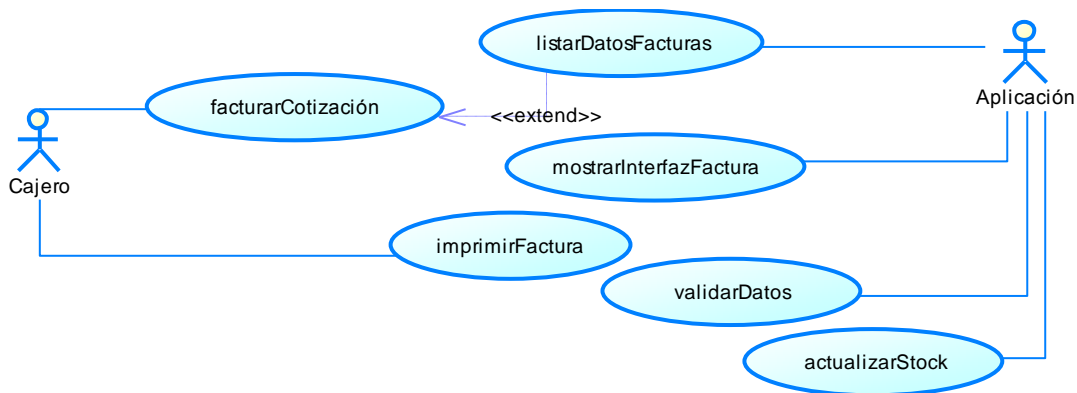 listarDatosFacturas
Aplicación
facturarCotización
<<extend>>
mostrarInterfazFactura
Cajero
imprimirFactura
validarDatos
actualizarStock